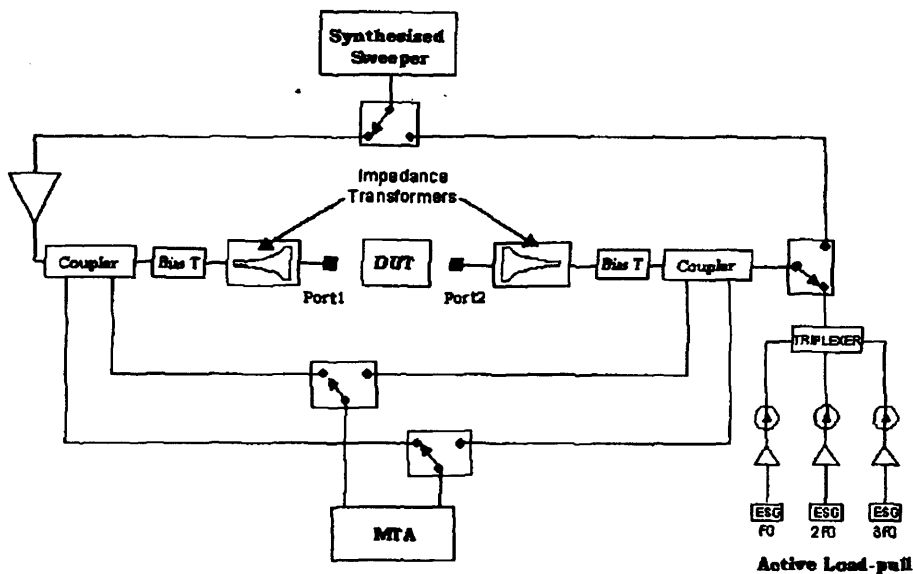 Synthesized
Sweeper
Impedance
Transformers
Coupler
Bias T
DUT
Bias T
Coupler
Port1
Port2
TRIPLEXER
MTA
ESG
ESG
ESG
f0
2f0
3f0
Active Load-pull